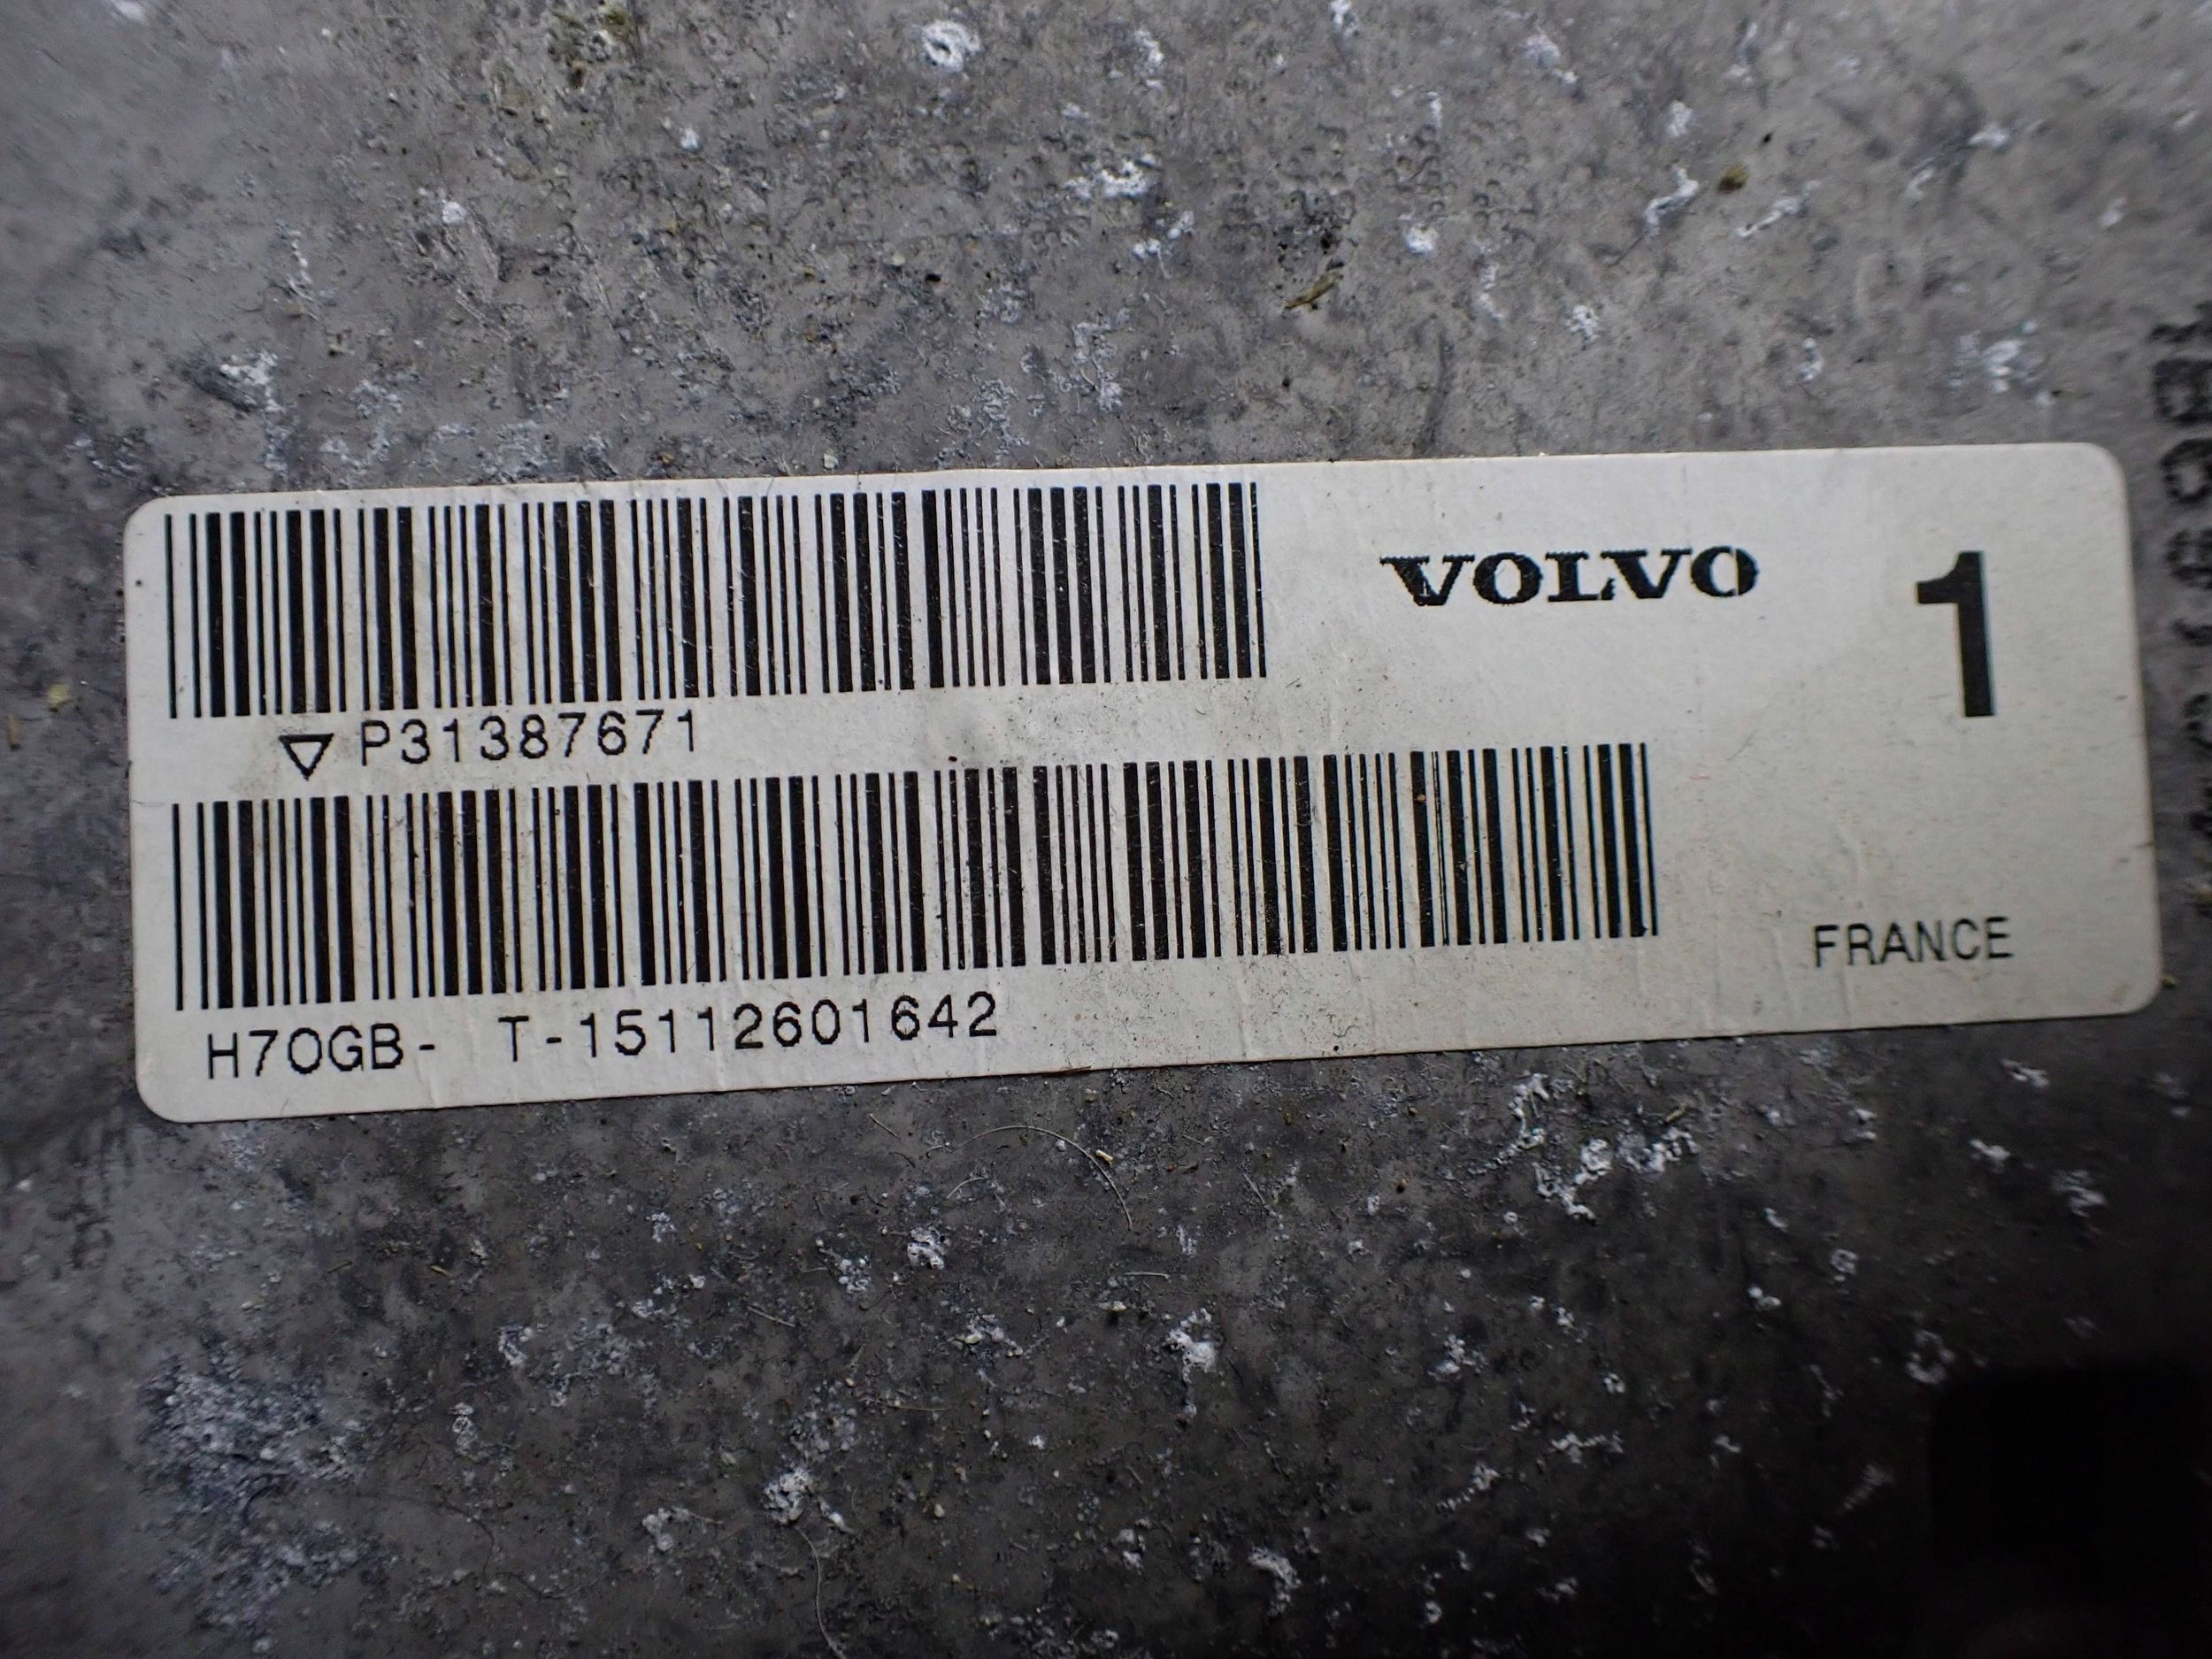 VOLVO
1
P31387671
H70GB- T-15112601642
FRANCE